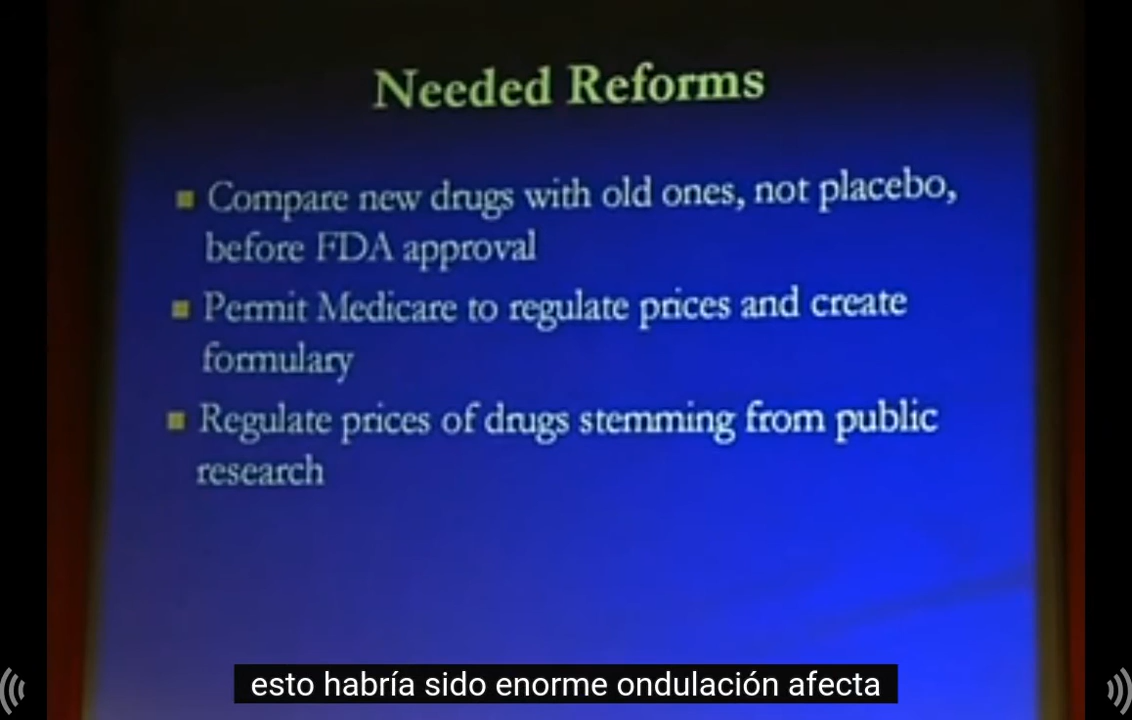 Needed Reforms
Compare new drugs with old ones, not placebo,
before FDA approval
Permit Medicare to regulate prices and create
formulary
Regulate prices of drugs stemming from public
research
esto habría sido enorme ondulación afecta